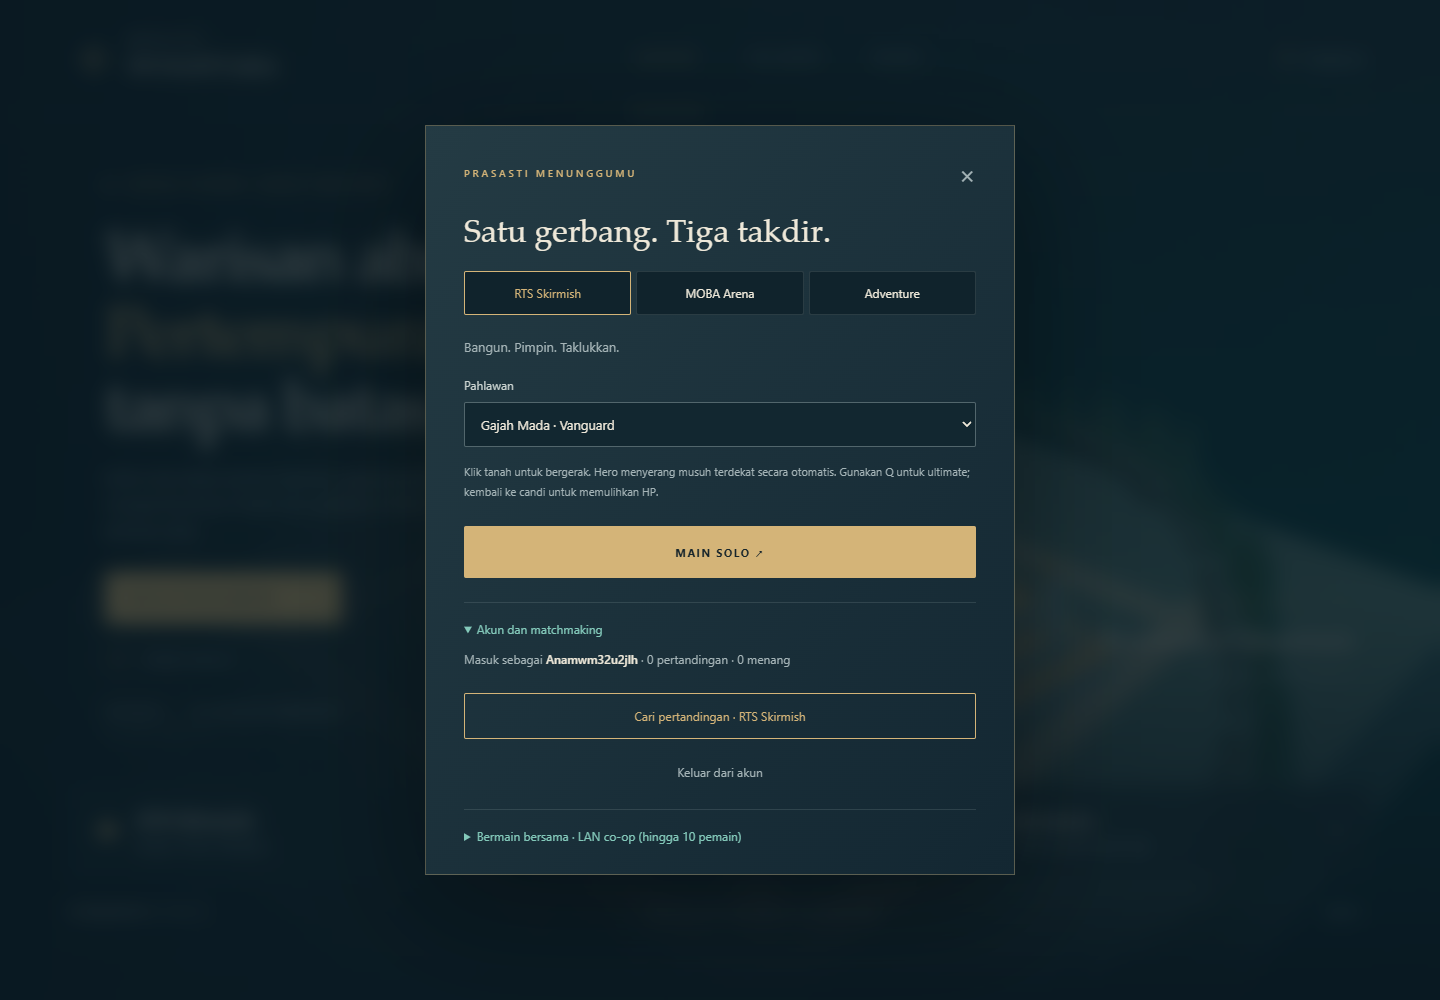 PRASASTI MENUNGGUMU
✕
Satu gerbang. Tiga takdir.
RTS Skirmish
MOBA Arena
Adventure
Bangun. Pimpin. Taklukkan.
Pahlawan
Gajah Mada · Vanguard
Klik tanah untuk bergerak. Hero menyerang musuh terdekat secara otomatis. Gunakan Q untuk ultimate;
kembali ke candi untuk memulihkan HP.
MAIN SOLO ↗
▼ Akun dan matchmaking
Masuk sebagai Anamwm32u2jlh · 0 pertandingan · 0 menang
Cari pertandingan · RTS Skirmish
Keluar dari akun
▶ Bermain bersama · LAN co-op (hingga 10 pemain)